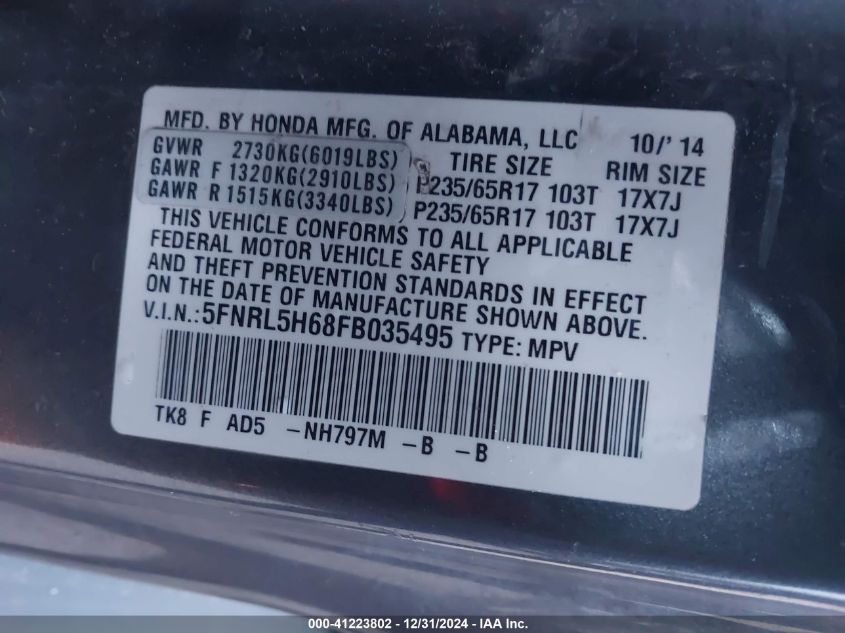 MFD. BY HONDA MFG. OF ALABAMA, LLC 10/'14
GVWR 2730KG(6019LBS) TIRE SIZE RIM SIZE
GAWR F 1320KG(2910LBS) P235/65R17 103T 17X7J
GAWR R 1515KG(3340LBS) P235/65R17 103T 17X7J
THIS VEHICLE CONFORMS TO ALL APPLICABLE
FEDERAL MOTOR VEHICLE SAFETY
AND THEFT PREVENTION STANDARDS IN EFFECT
ON THE DATE OF MANUFACTURE SHOWN ABOVE.
V.I.N.:5FNRL5H68FB035495 TYPE: MPV
TK8 F AD5 -NH797M -B -B
000-41223802 - 12/31/2024 - IAA Inc.